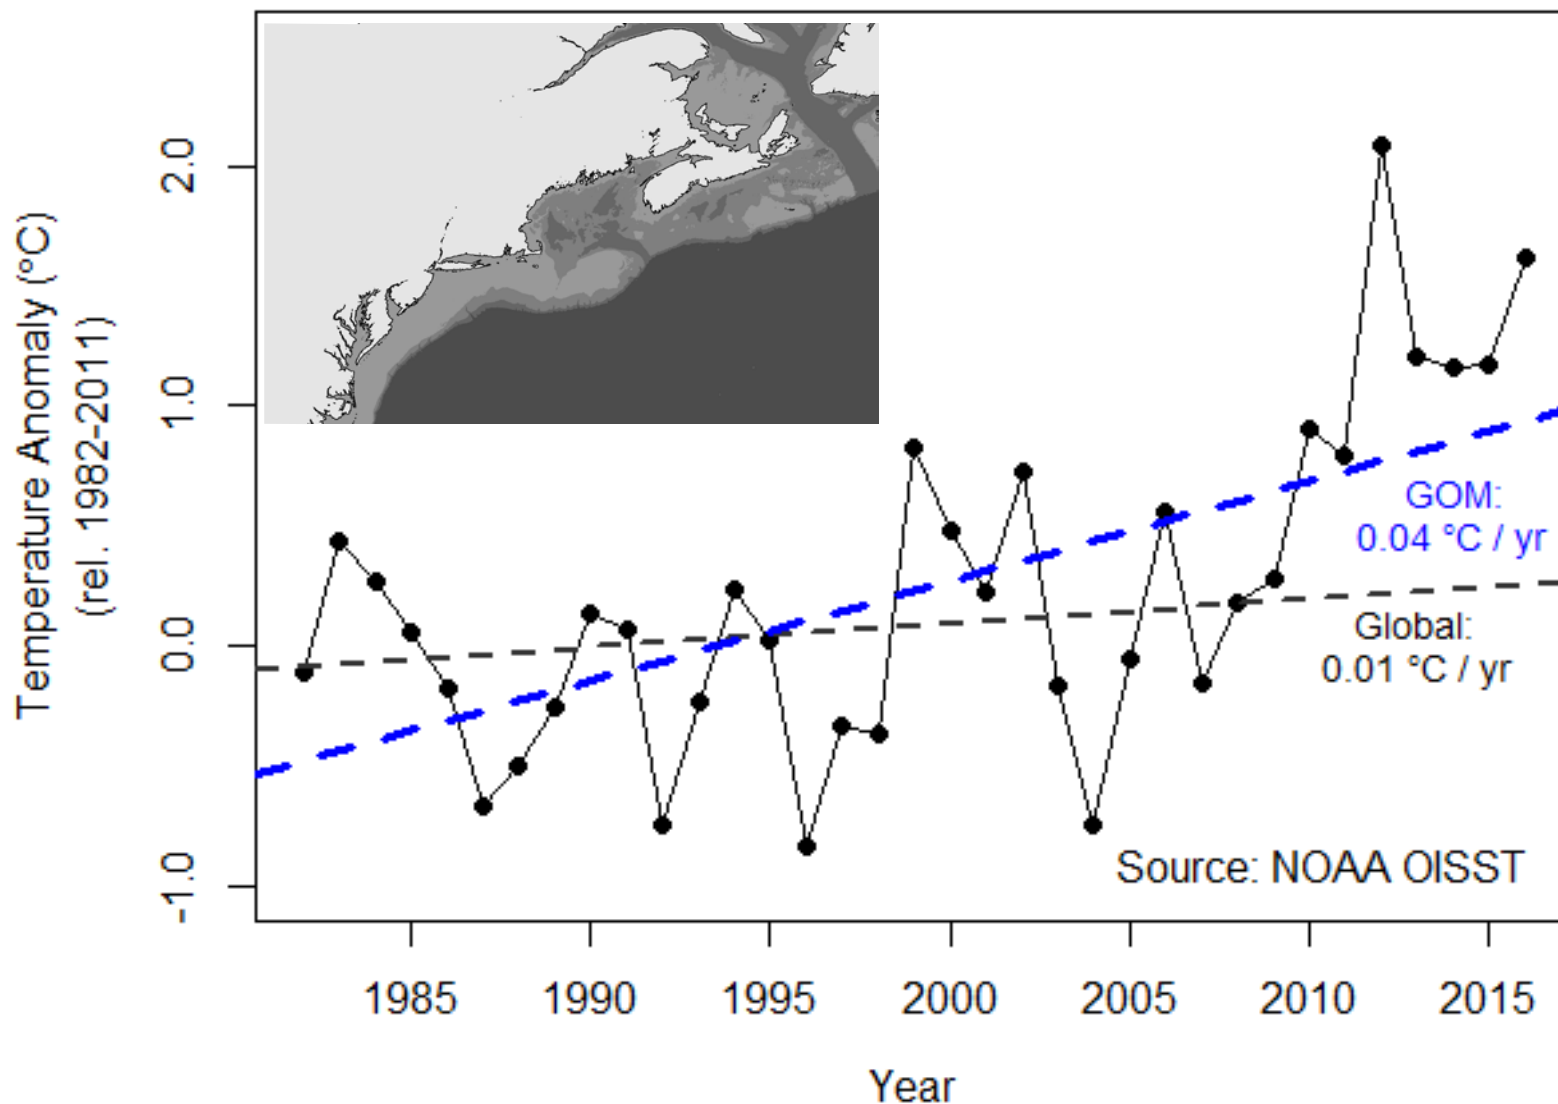 Temperature Anomaly (°C)
(rel. 1982-2011)
2.0
1.0
0.0
-1.0
GOM:
0.04 °C / yr
Global:
0.01 °C / yr
Source: NOAA OISST
1985
1990
1995
2000
2005
2010
2015
Year